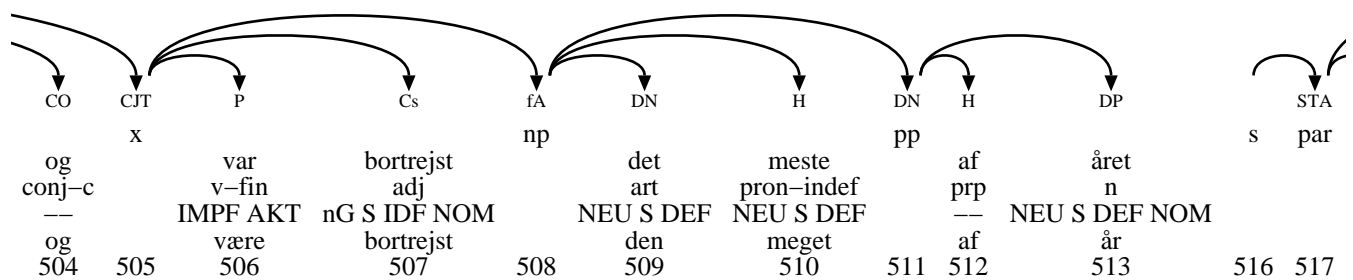 CO CJT P Cs fA DN H DN H DP STA
x np pp s par
og var bortrejst det meste af året
conj−c v−fin adj art pron−indef prp n
−− IMPF AKT nG S IDF NOM NEU S DEF NEU S DEF −− NEU S DEF NOM
og være bortrejst den meget af år
504 505 506 507 508 509 510 511 512 513 516 517